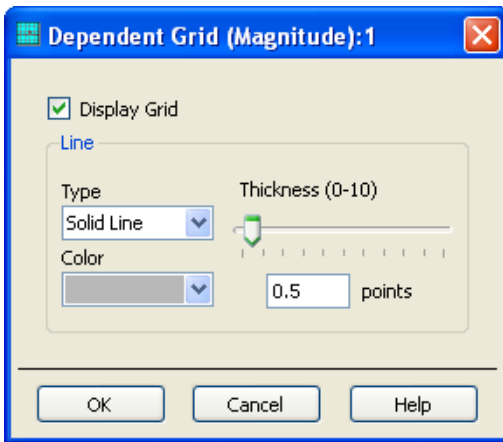 Dependent Grid (Magnitude):1
Display Grid
Line
Type
Thickness (0-10)
Solid Line
Color
0.5 points
OK Cancel Help